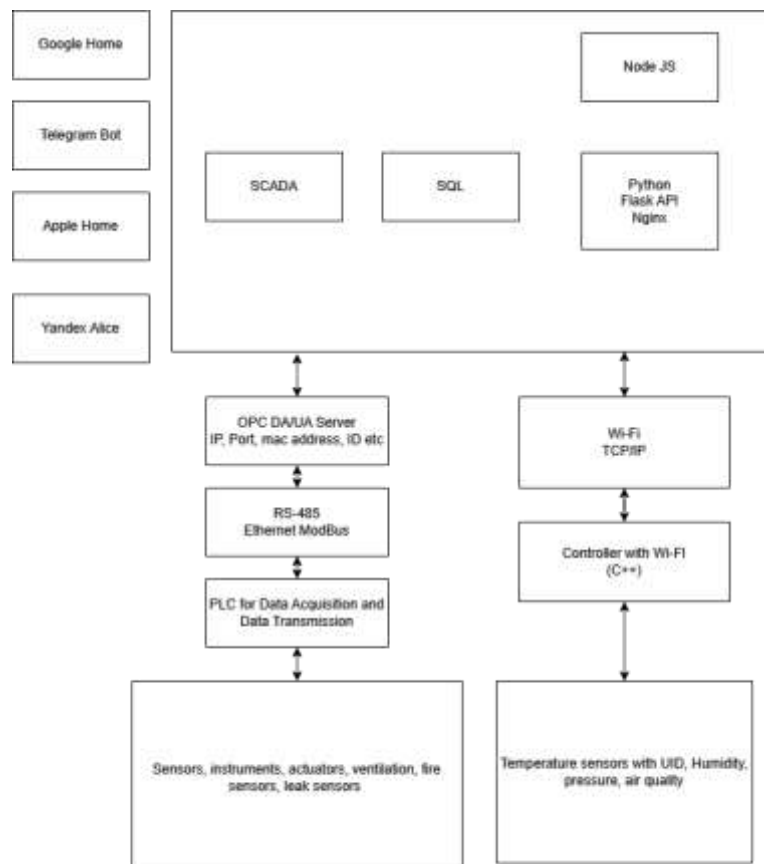 Google Home
Telegram Bot
Apple Home
Yandex Alice
Node JS
SCADA
SQL
Python
Flask API
Nginx
OPC DA/UA Server
IP, Port, mac address, ID etc
RS-485
Ethernet ModBus
PLC for Data Acquisition and
Data Transmission
Sensors, instruments, actuators, ventilation, fire
sensors, leak sensors
Wi-Fi
TCP/IP
Controller with Wi-FI
(C++)
Temperature sensors with UID, Humidity,
pressure, air quality